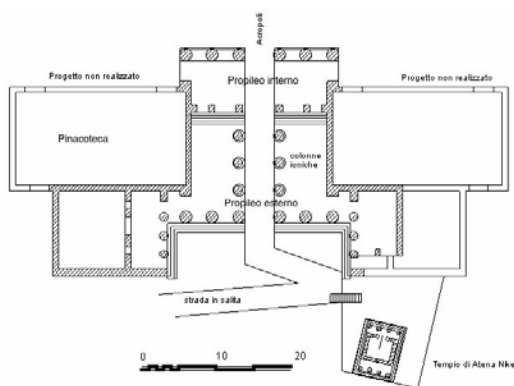 Acropoli
Progetto non realizzato
Propileo interno
Progetto non realizzato
Pinacoteca
colonne
ioniche
Propileo esterno
strada in salita
0 10 20
Tempio di Atena Nike